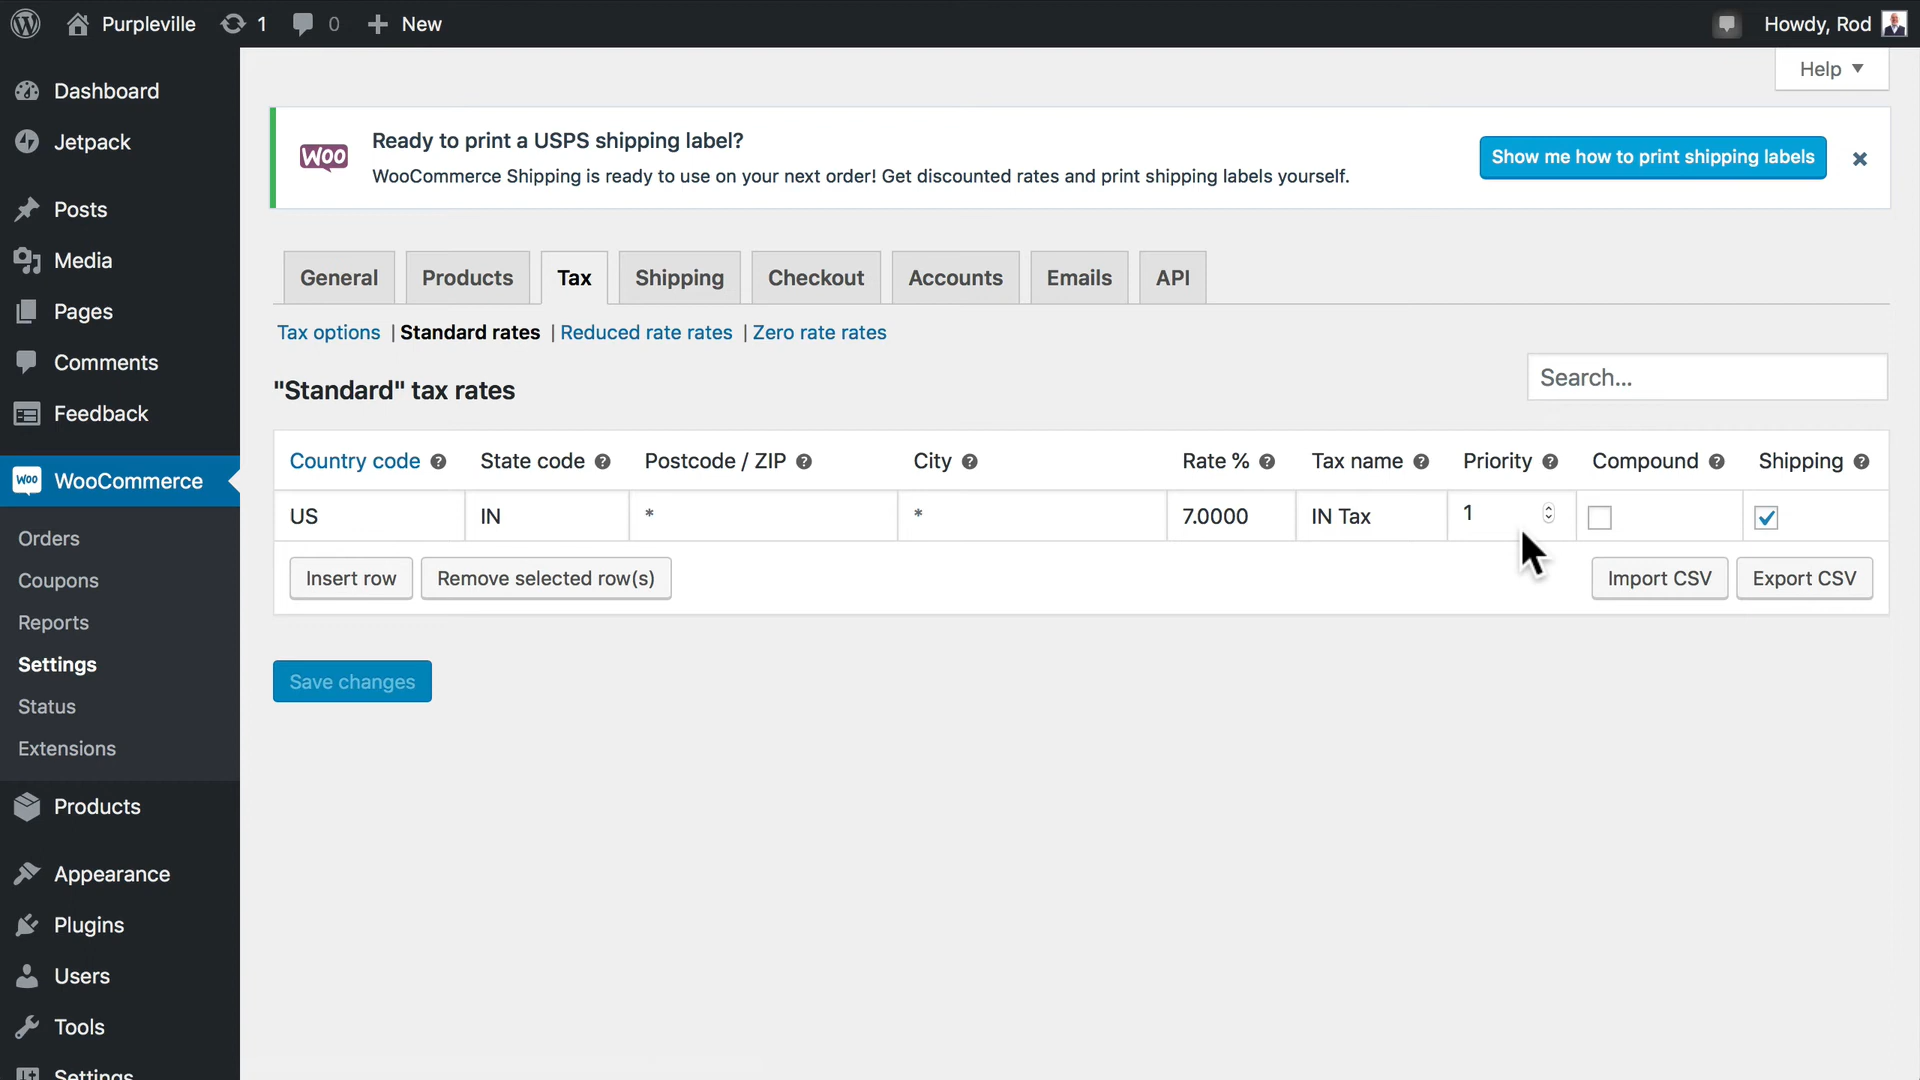 Purpleville 1 0 + New Howdy, Rod
Help
Dashboard
Jetpack
Posts
Media
Pages
Comments
Feedback
WOO WooCommerce
Orders
Coupons
Reports
Settings
Status
Extensions
Products
Appearance
Plugins
Users
Tools
Settings
WOO
Ready to print a USPS shipping label?
WooCommerce Shipping is ready to use on your next order! Get discounted rates and print shipping labels yourself.
Show me how to print shipping labels
General Products Tax Shipping Checkout Accounts Emails API
Tax options | Standard rates | Reduced rate rates | Zero rate rates
Search...
"Standard" tax rates
Country code ? State code ? Postcode / ZIP ? City ? Rate % ? Tax name ? Priority ? Compound ? Shipping ?
US IN * * 7.0000 IN Tax 1
Insert row Remove selected row(s) Import CSV Export CSV
Save changes